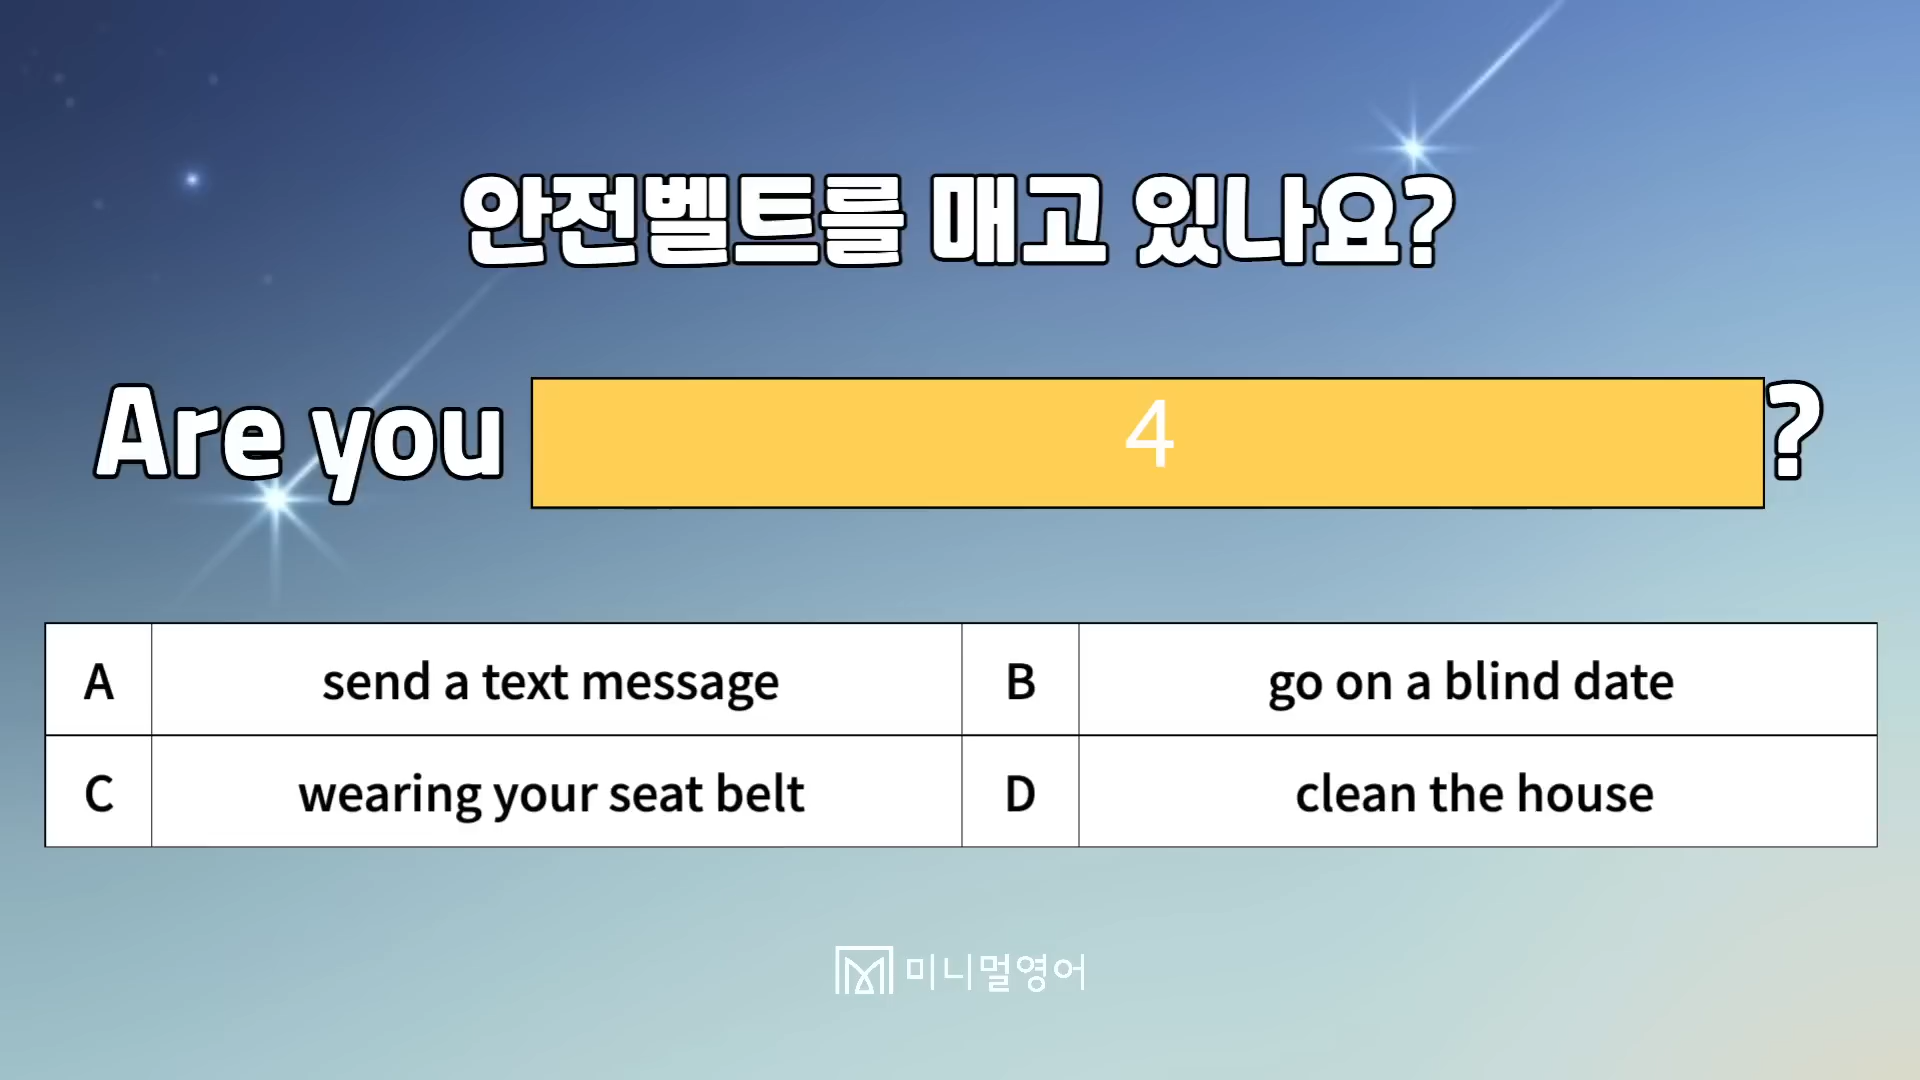 안전벨트를 매고 있나요?
Are you 4 ?
A send a text message B go on a blind date
C wearing your seat belt D clean the house
미니멀영어